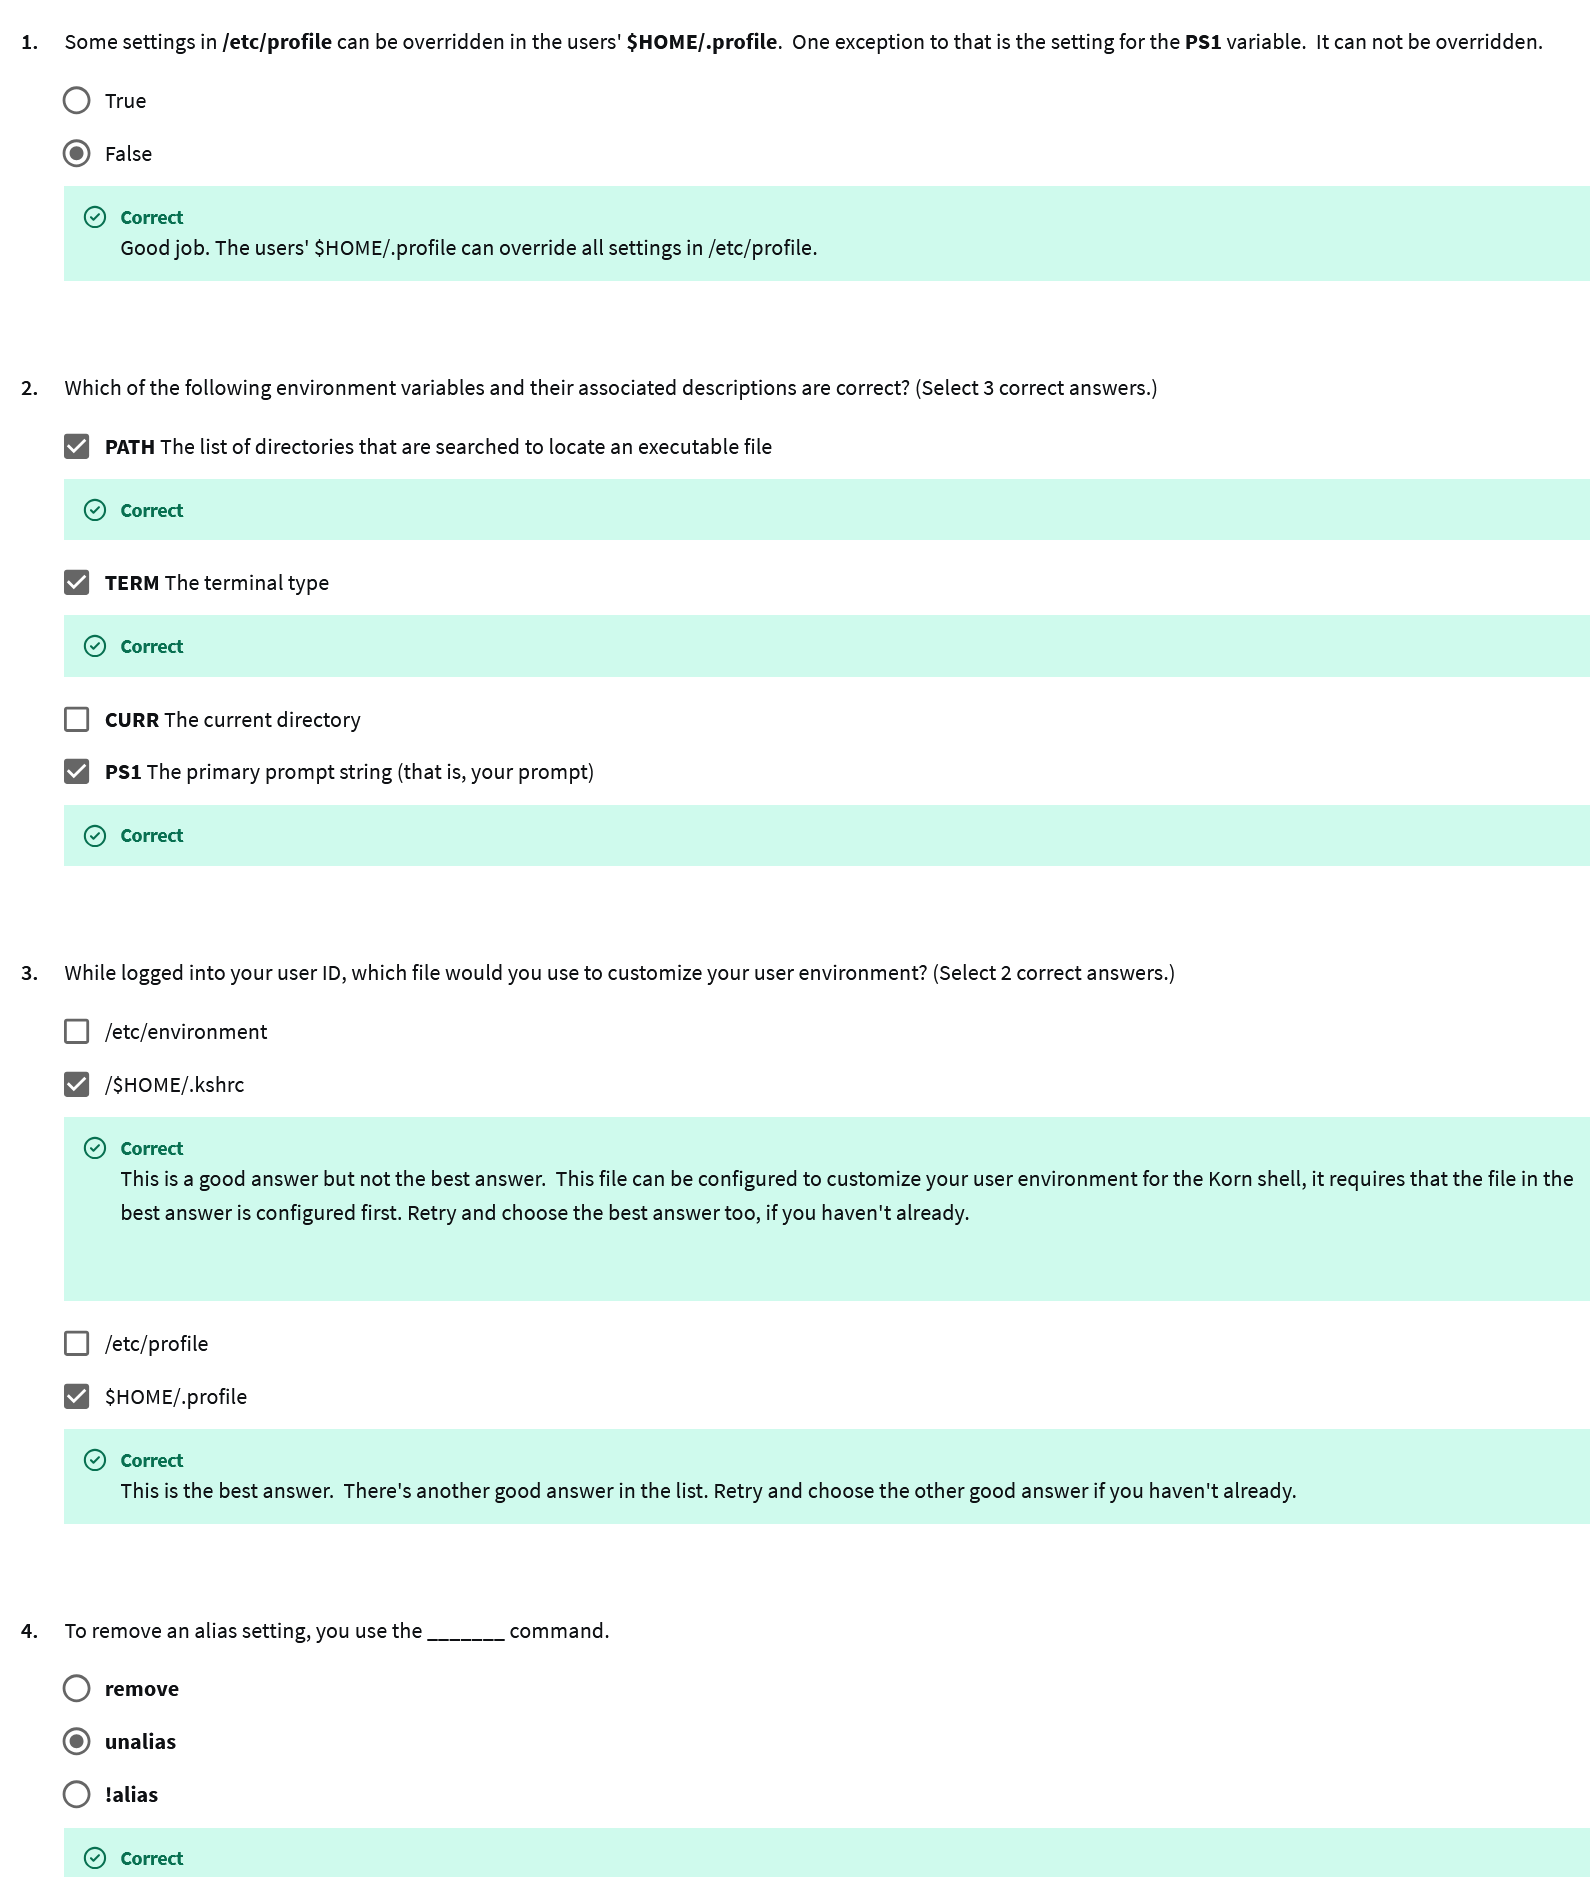 1. Some settings in /etc/profile can be overridden in the users' $HOME/.profile. One exception to that is the setting for the PS1 variable. It can not be overridden.
True
False
Correct
Good job. The users' $HOME/.profile can override all settings in /etc/profile.
2. Which of the following environment variables and their associated descriptions are correct? (Select 3 correct answers.)
PATH The list of directories that are searched to locate an executable file
Correct
TERM The terminal type
Correct
CURR The current directory
PS1 The primary prompt string (that is, your prompt)
Correct
3. While logged into your user ID, which file would you use to customize your user environment? (Select 2 correct answers.)
/etc/environment
/$HOME/.kshrc
Correct
This is a good answer but not the best answer. This file can be configured to customize your user environment for the Korn shell, it requires that the file in the
best answer is configured first. Retry and choose the best answer too, if you haven't already.
/etc/profile
$HOME/.profile
Correct
This is the best answer. There's another good answer in the list. Retry and choose the other good answer if you haven't already.
4. To remove an alias setting, you use the _______ command.
remove
unalias
!alias
Correct